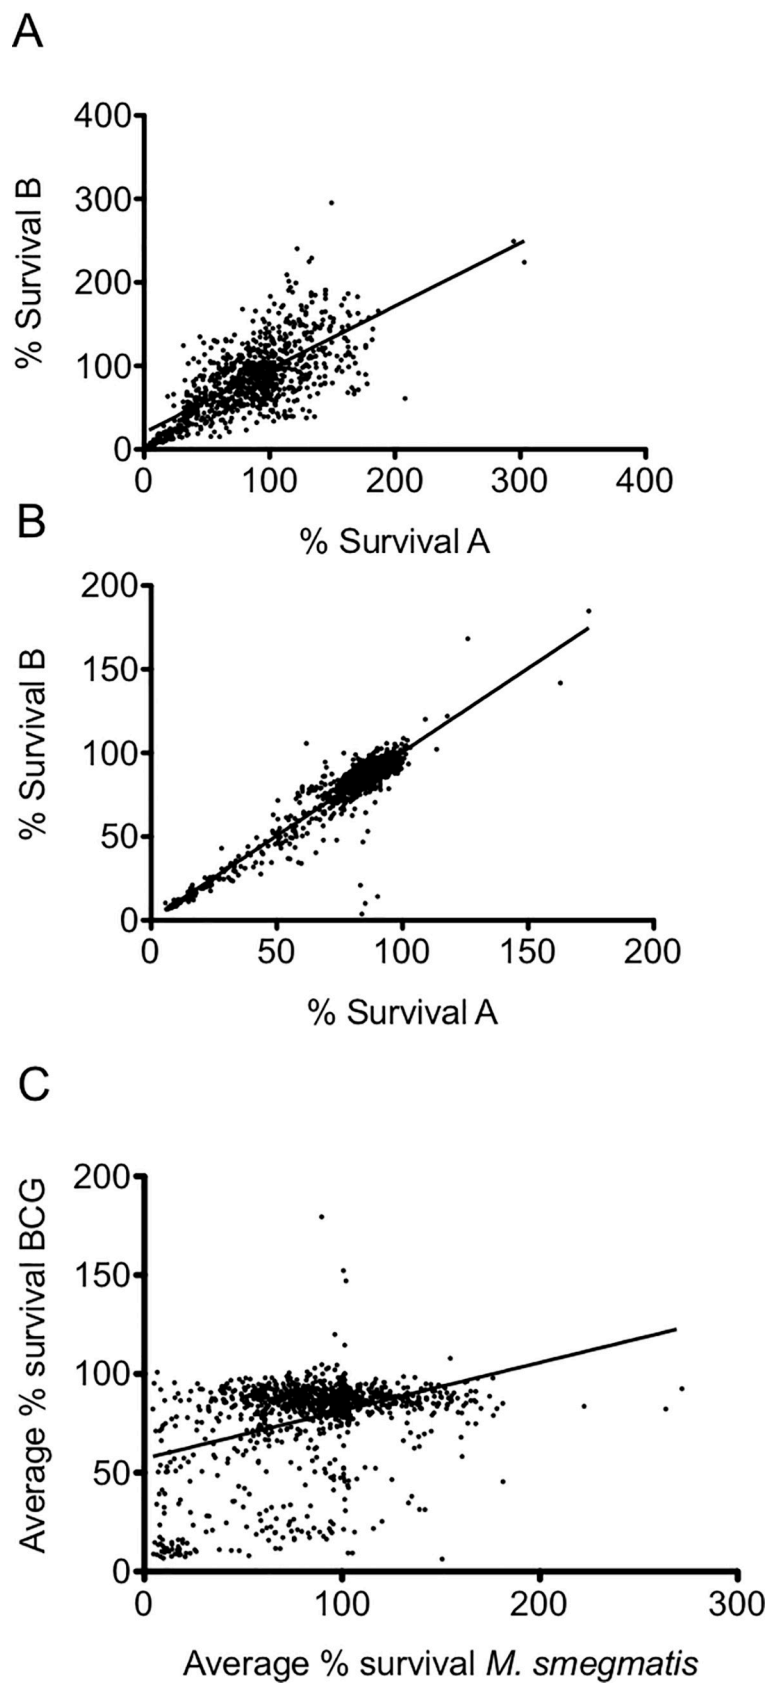 A
% Survival B
400
300
200
100
0
0 100 200 300 400
% Survival A
B
% Survival B
200
150
100
50
0
0 50 100 150 200
% Survival A
C
Average % survival BCG
200
150
100
50
0
0 100 200 300
Average % survival M. smegmatis